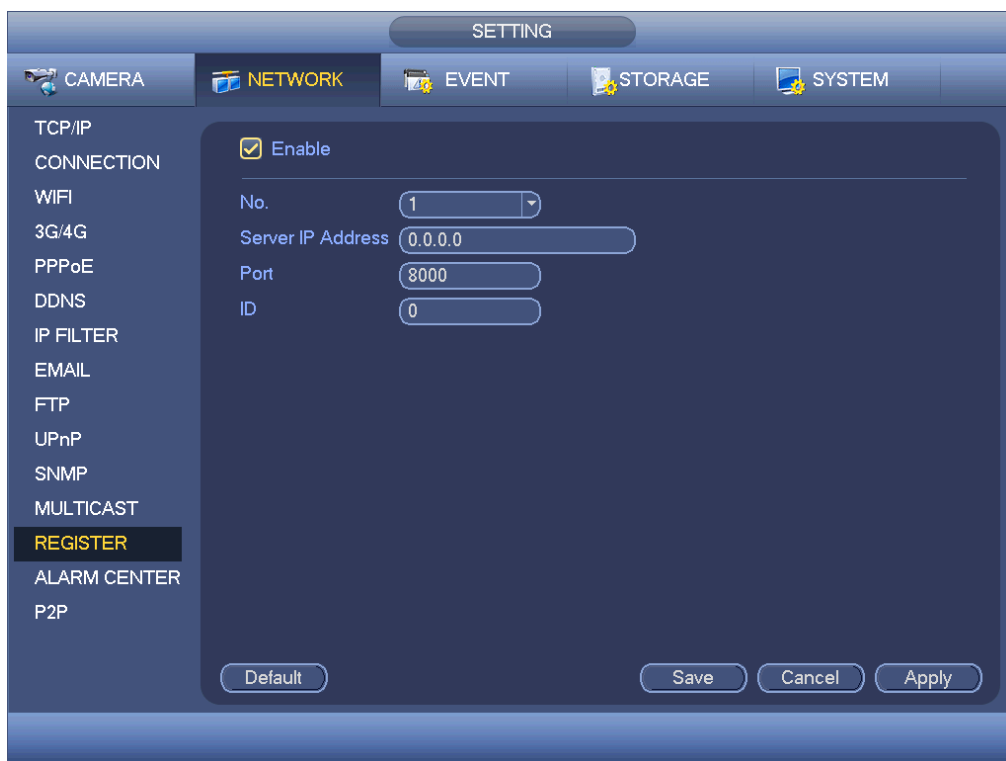 SETTING
CAMERA
NETWORK
EVENT
STORAGE
SYSTEM
TCP/IP
CONNECTION
WIFI
3G/4G
PPPoE
DDNS
IP FILTER
EMAIL
FTP
UPnP
SNMP
MULTICAST
REGISTER
ALARM CENTER
P2P
Enable
No. 1
Server IP Address 0.0.0.0
Port 8000
ID 0
Default Save Cancel Apply